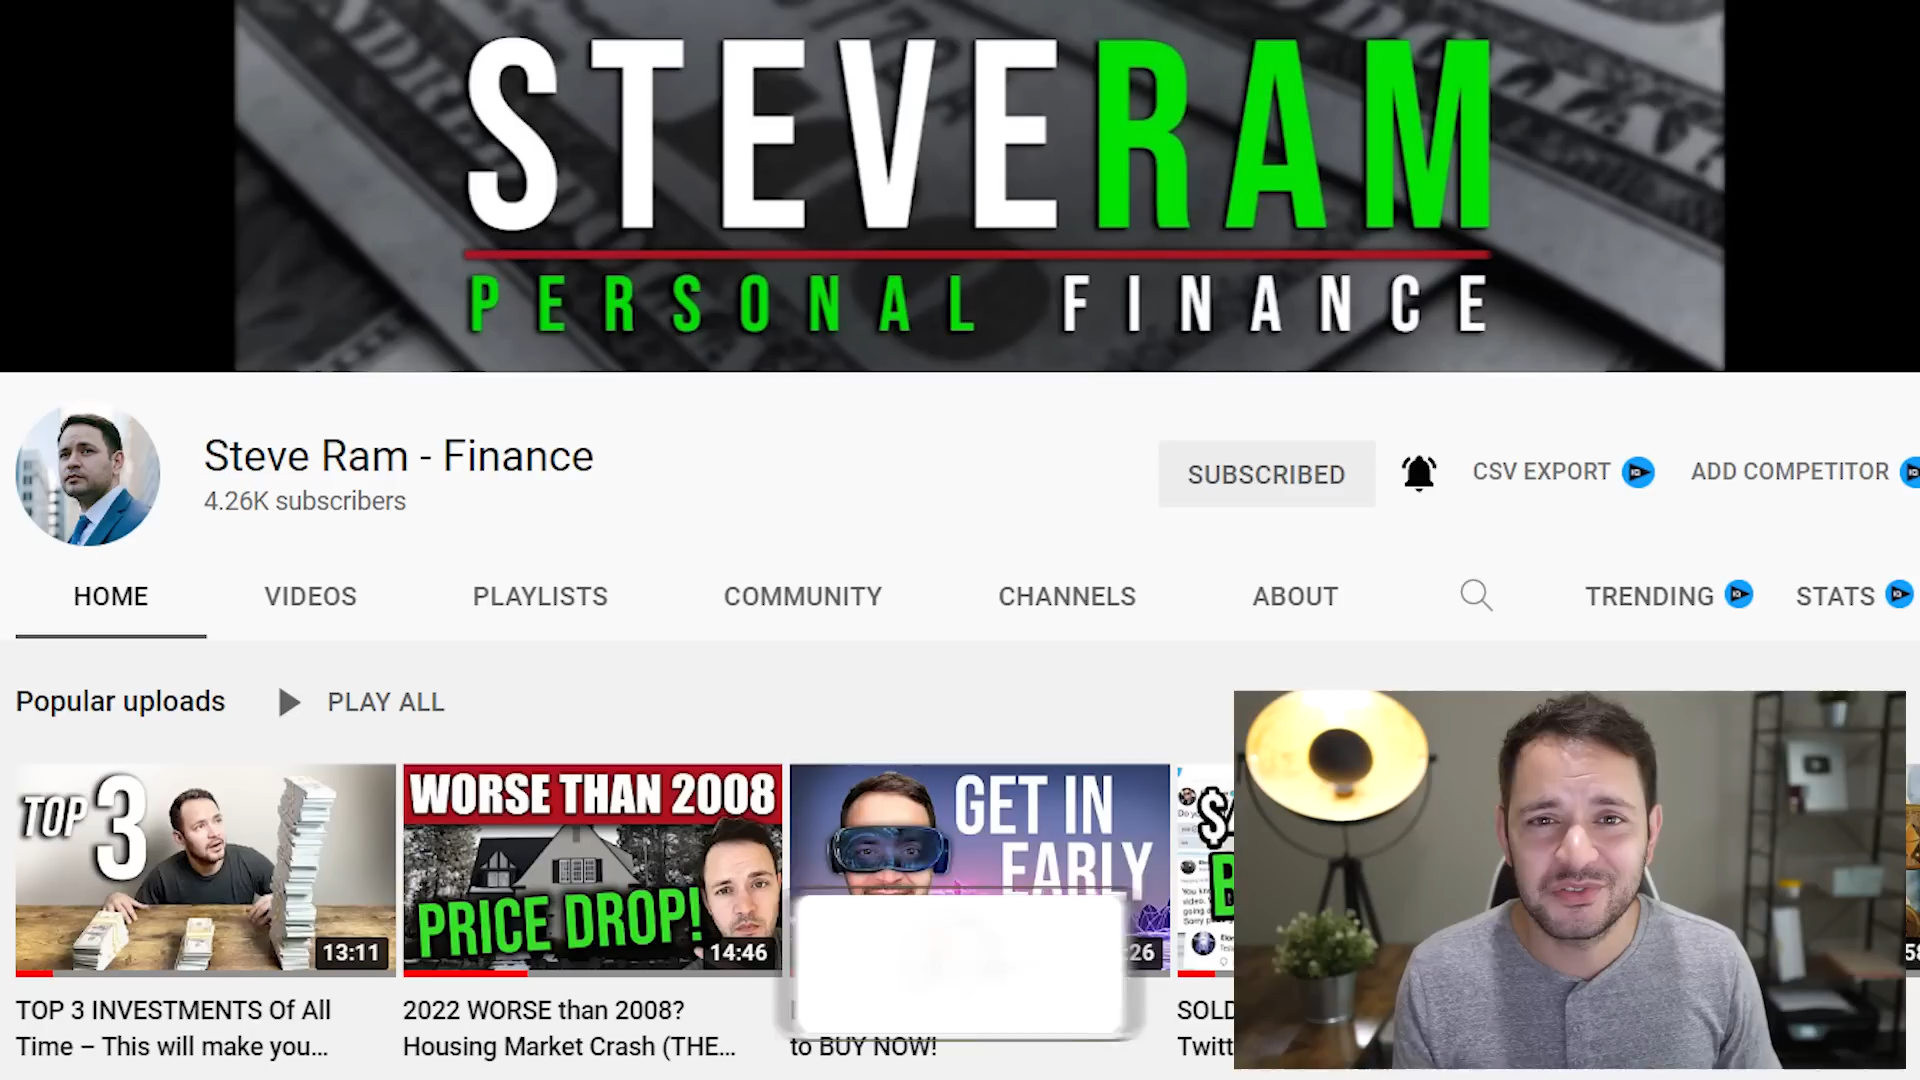 STEVERAM
PERSONAL FINANCE
Steve Ram - Finance
4.26K subscribers
SUBSCRIBED
CSV EXPORT
ADD COMPETITOR
HOME
VIDEOS
PLAYLISTS
COMMUNITY
CHANNELS
ABOUT
TRENDING
STATS
Popular uploads
PLAY ALL
TOP 3
13:11
WORSE THAN 2008
PRICE DROP!
14:46
GET IN
EARLY
26
TOP 3 INVESTMENTS Of All
Time – This will make you...
2022 WORSE than 2008?
Housing Market Crash (THE...
to BUY NOW!
SOLD
Twitt